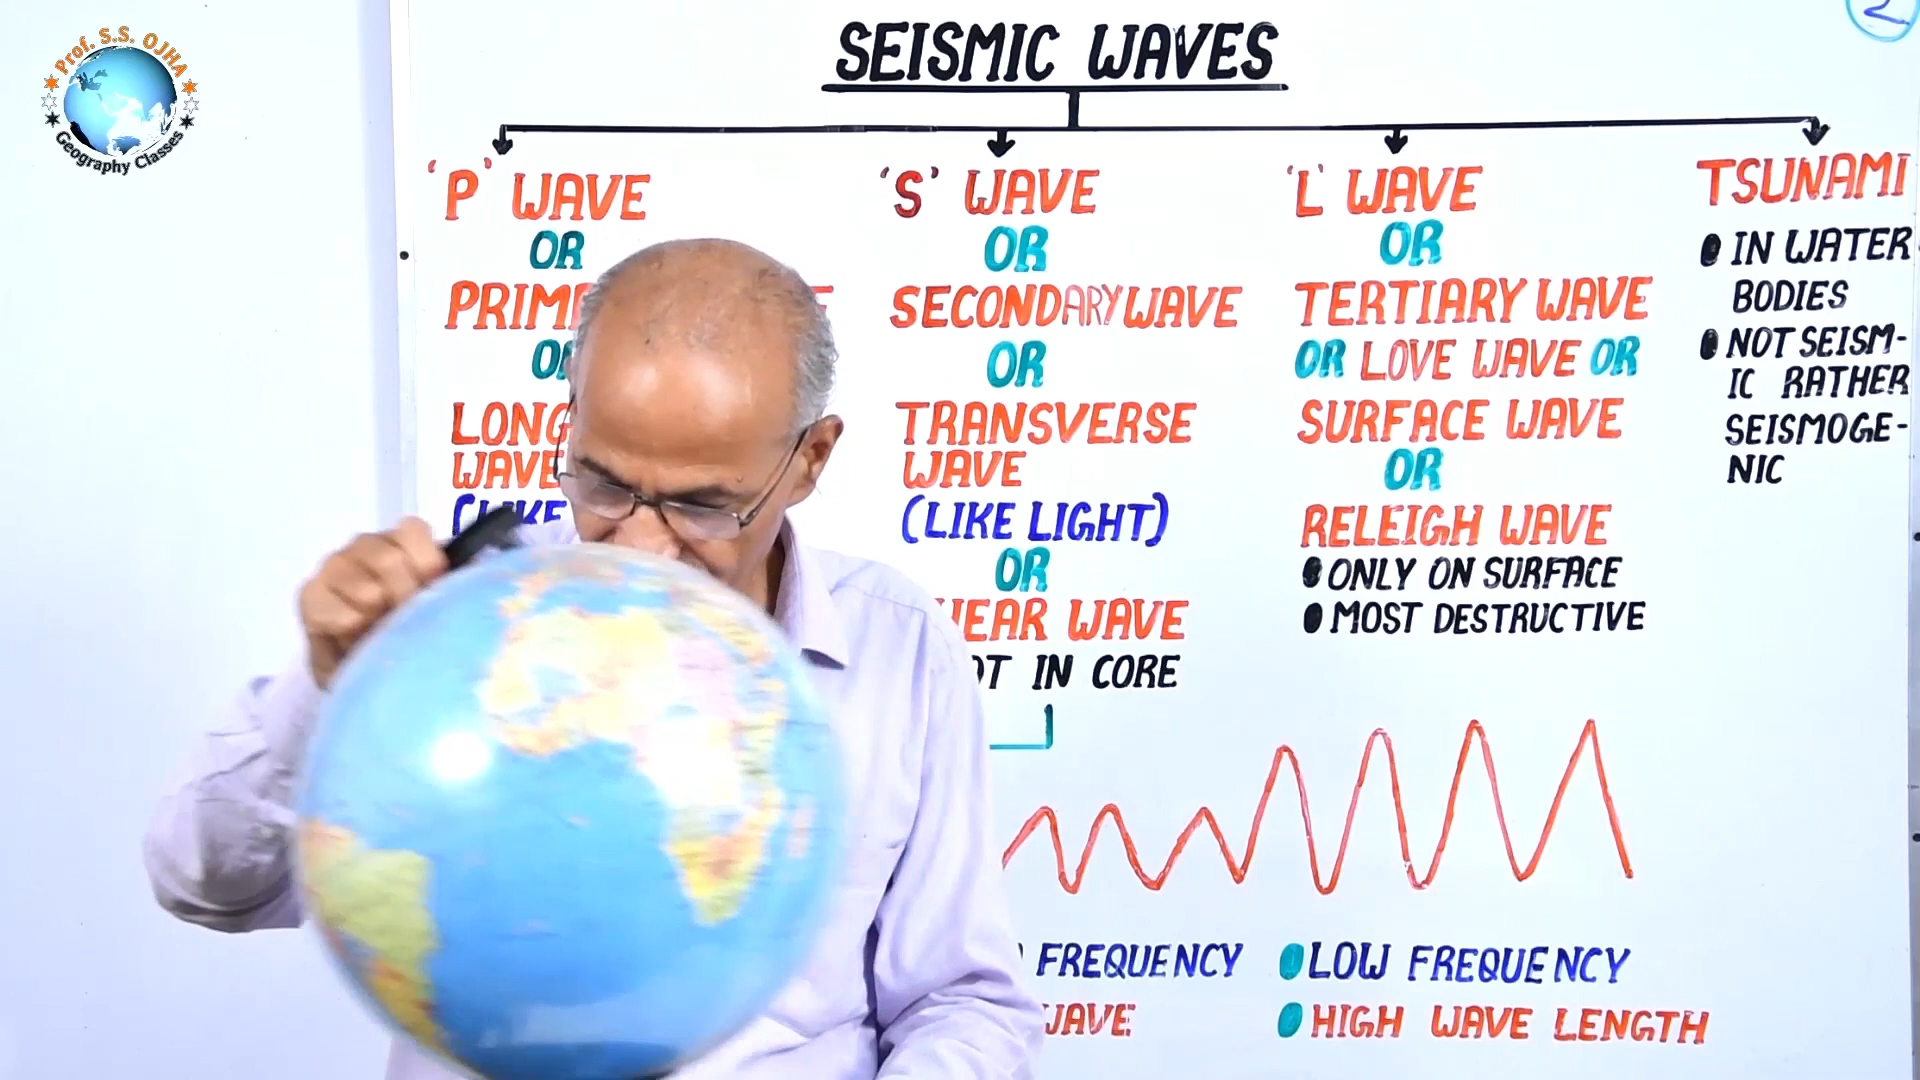 Prof. S.S. OJHA
Geography Classes
2
SEISMIC WAVES
'P' WAVE
OR
LONG
WAVE
'S' WAVE
OR
SECONDARY WAVE
OR
TRANSVERSE
WAVE
(LIKE LIGHT)
OR
WAVE
IN CORE
'L' WAVE
OR
TERTIARY WAVE
OR LOVE WAVE OR
SURFACE WAVE
OR
RELEIGH WAVE
• ONLY ON SURFACE
• MOST DESTRUCTIVE
TSUNAMI
• IN WATER
BODIES
• NOT SEISM-
IC RATHER
SEISMOGE-
NIC
FREQUENCY
• LOW FREQUENCY
• HIGH WAVE LENGTH